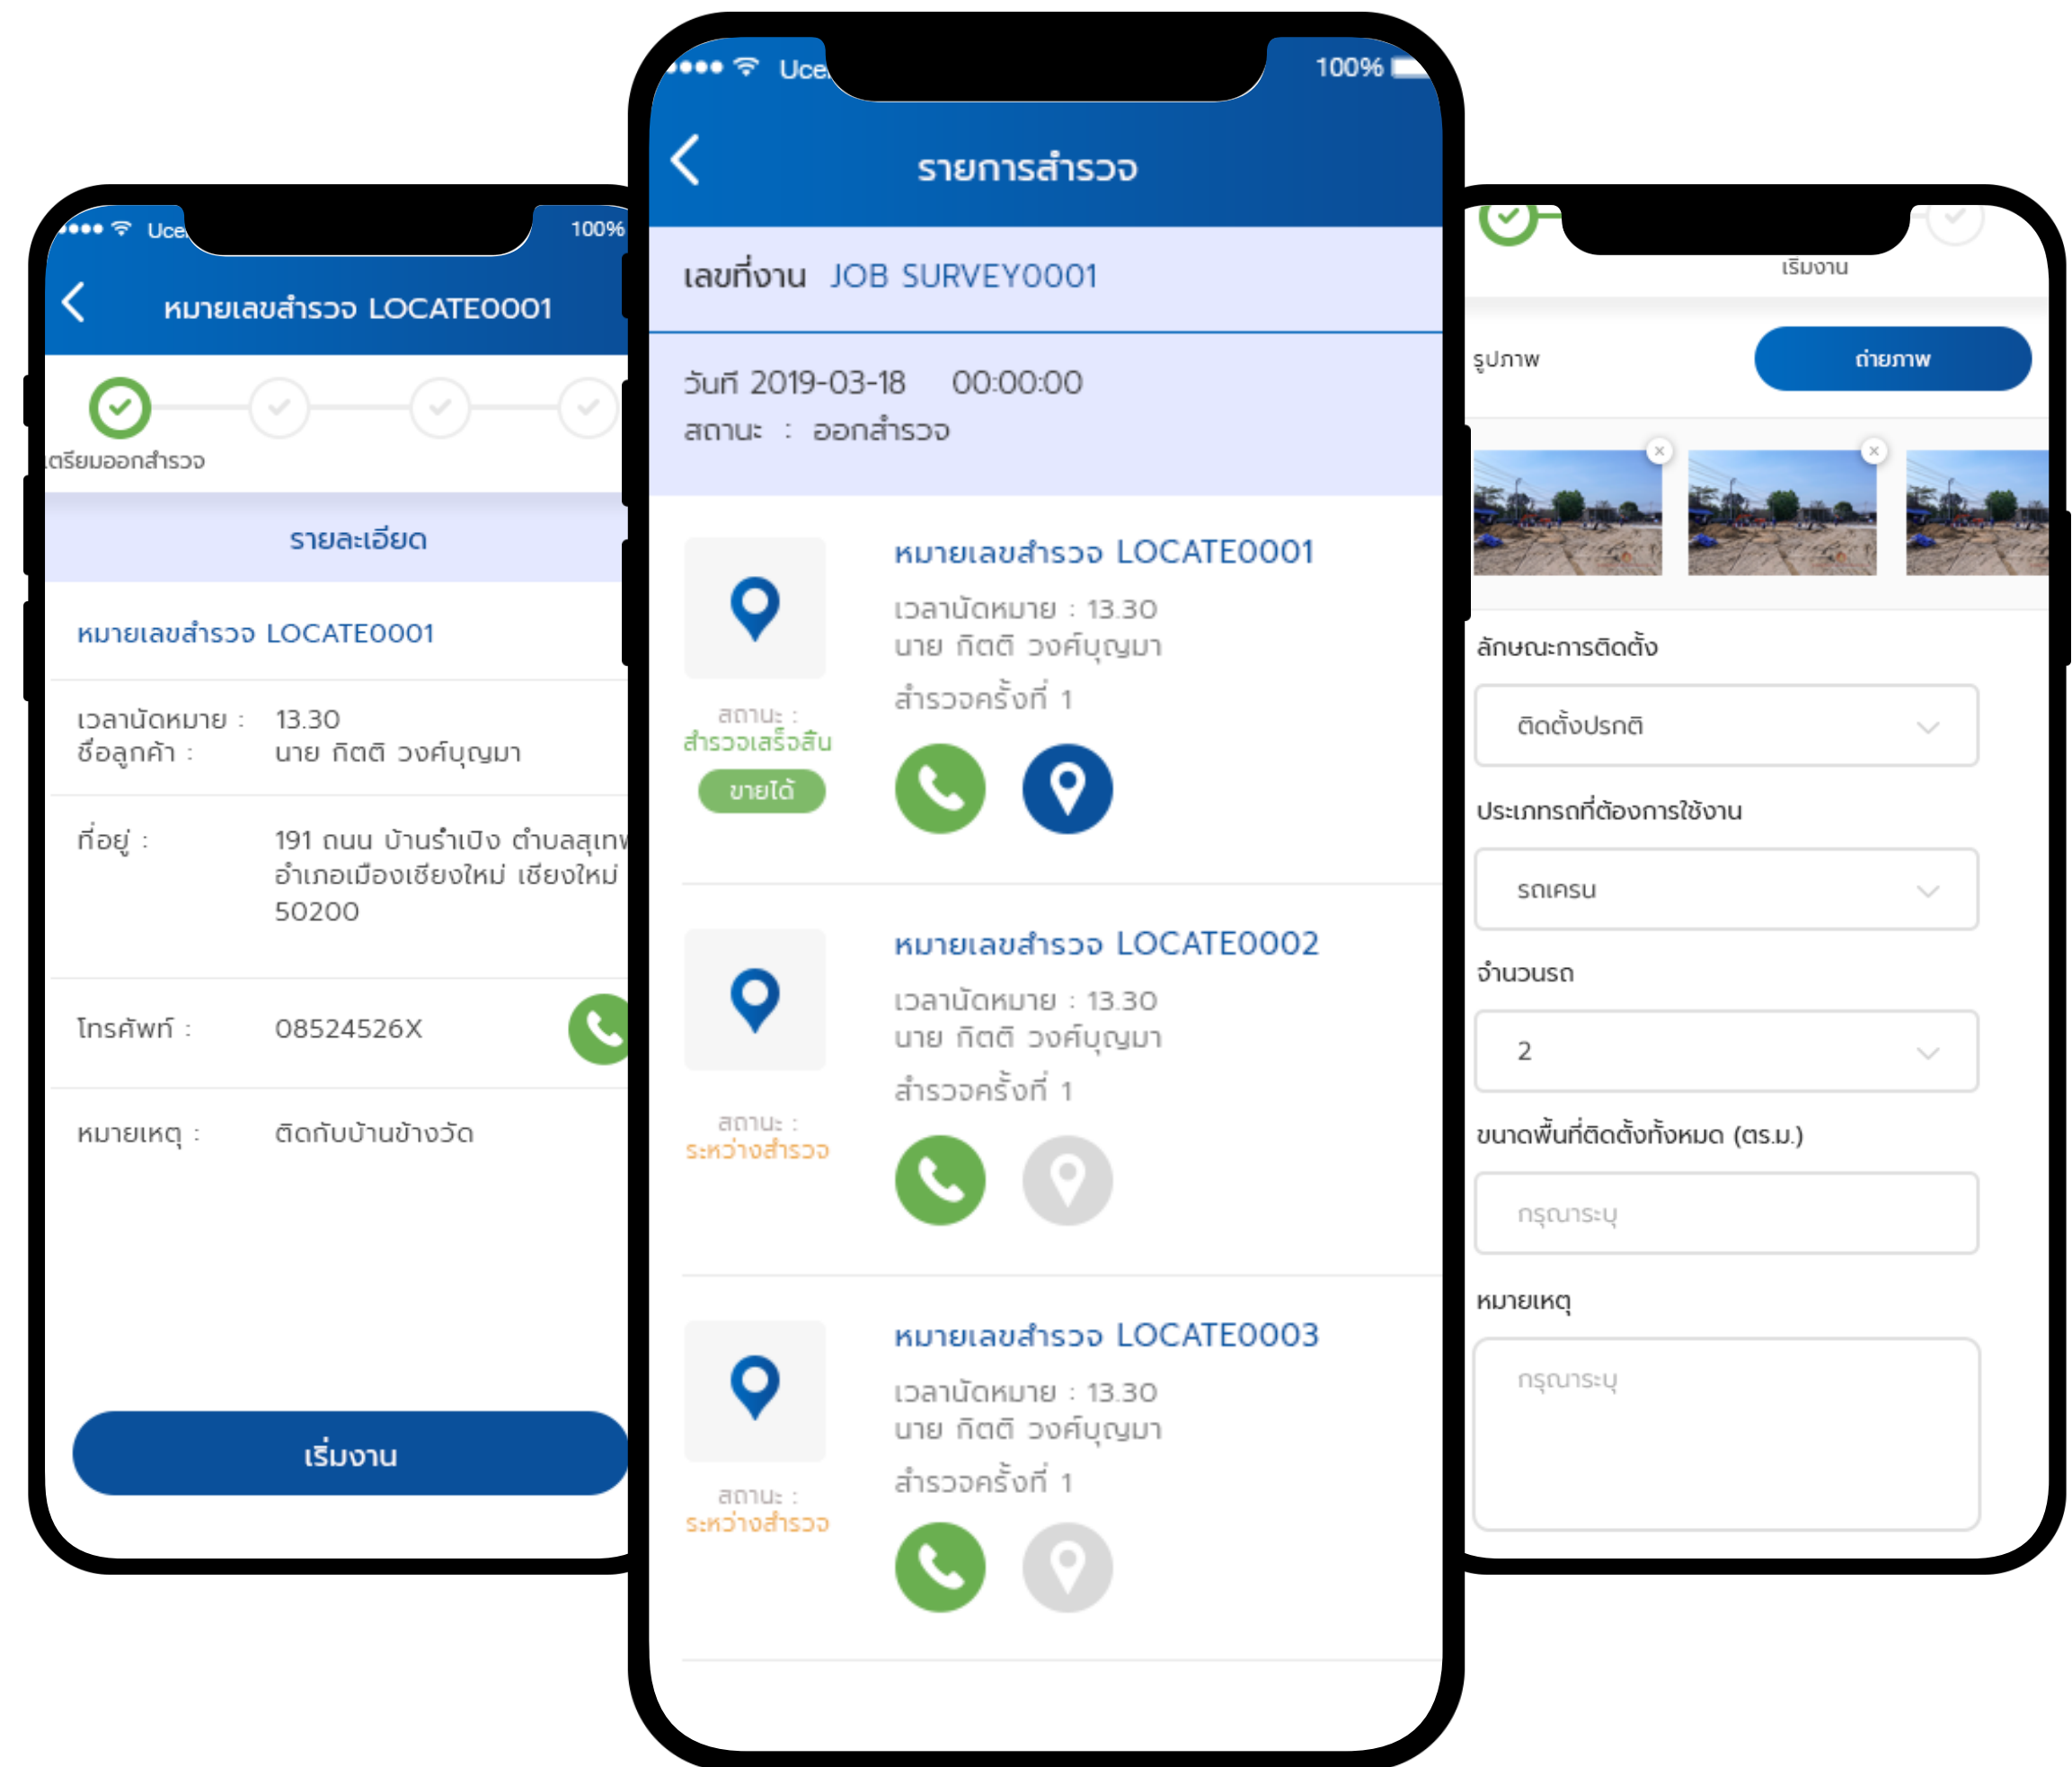 100%
หมายเลขสำรวจ LOCATE0001
เตรียมออกสำรวจ
รายละเอียด
หมายเลขสำรวจ LOCATE0001
เวลานัดหมาย : 13.30
ชื่อลูกค้า : นาย กิตติ วงศ์บุญมา
ที่อยู่ : 191 ถนน บ้านร่ำเปิง ตำบลสุเทพ
อำเภอเมืองเชียงใหม่ เชียงใหม่
50200
โทรศัพท์ : 08524526X
หมายเหตุ : ติดกับบ้านข้างวัด
เริ่มงาน
100%
รายการสำรวจ
เลขที่งาน JOB SURVEY0001
วันที่ 2019-03-18 00:00:00
สถานะ : ออกสำรวจ
หมายเลขสำรวจ LOCATE0001
เวลานัดหมาย : 13.30
นาย กิตติ วงศ์บุญมา
สำรวจครั้งที่ 1
สถานะ :
สำรวจเสร็จสิ้น
ขายได้
หมายเลขสำรวจ LOCATE0002
เวลานัดหมาย : 13.30
นาย กิตติ วงศ์บุญมา
สำรวจครั้งที่ 1
สถานะ :
ระหว่างสำรวจ
หมายเลขสำรวจ LOCATE0003
เวลานัดหมาย : 13.30
นาย กิตติ วงศ์บุญมา
สำรวจครั้งที่ 1
สถานะ :
ระหว่างสำรวจ
เริ่มงาน
รูปภาพ ถ่ายภาพ
ลักษณะการติดตั้ง
ติดตั้งปรกติ
ประเภทรถที่ต้องการใช้งาน
รถเครน
จำนวนรถ
2
ขนาดพื้นที่ติดตั้งทั้งหมด (ตร.ม.)
กรุณาระบุ
หมายเหตุ
กรุณาระบุ